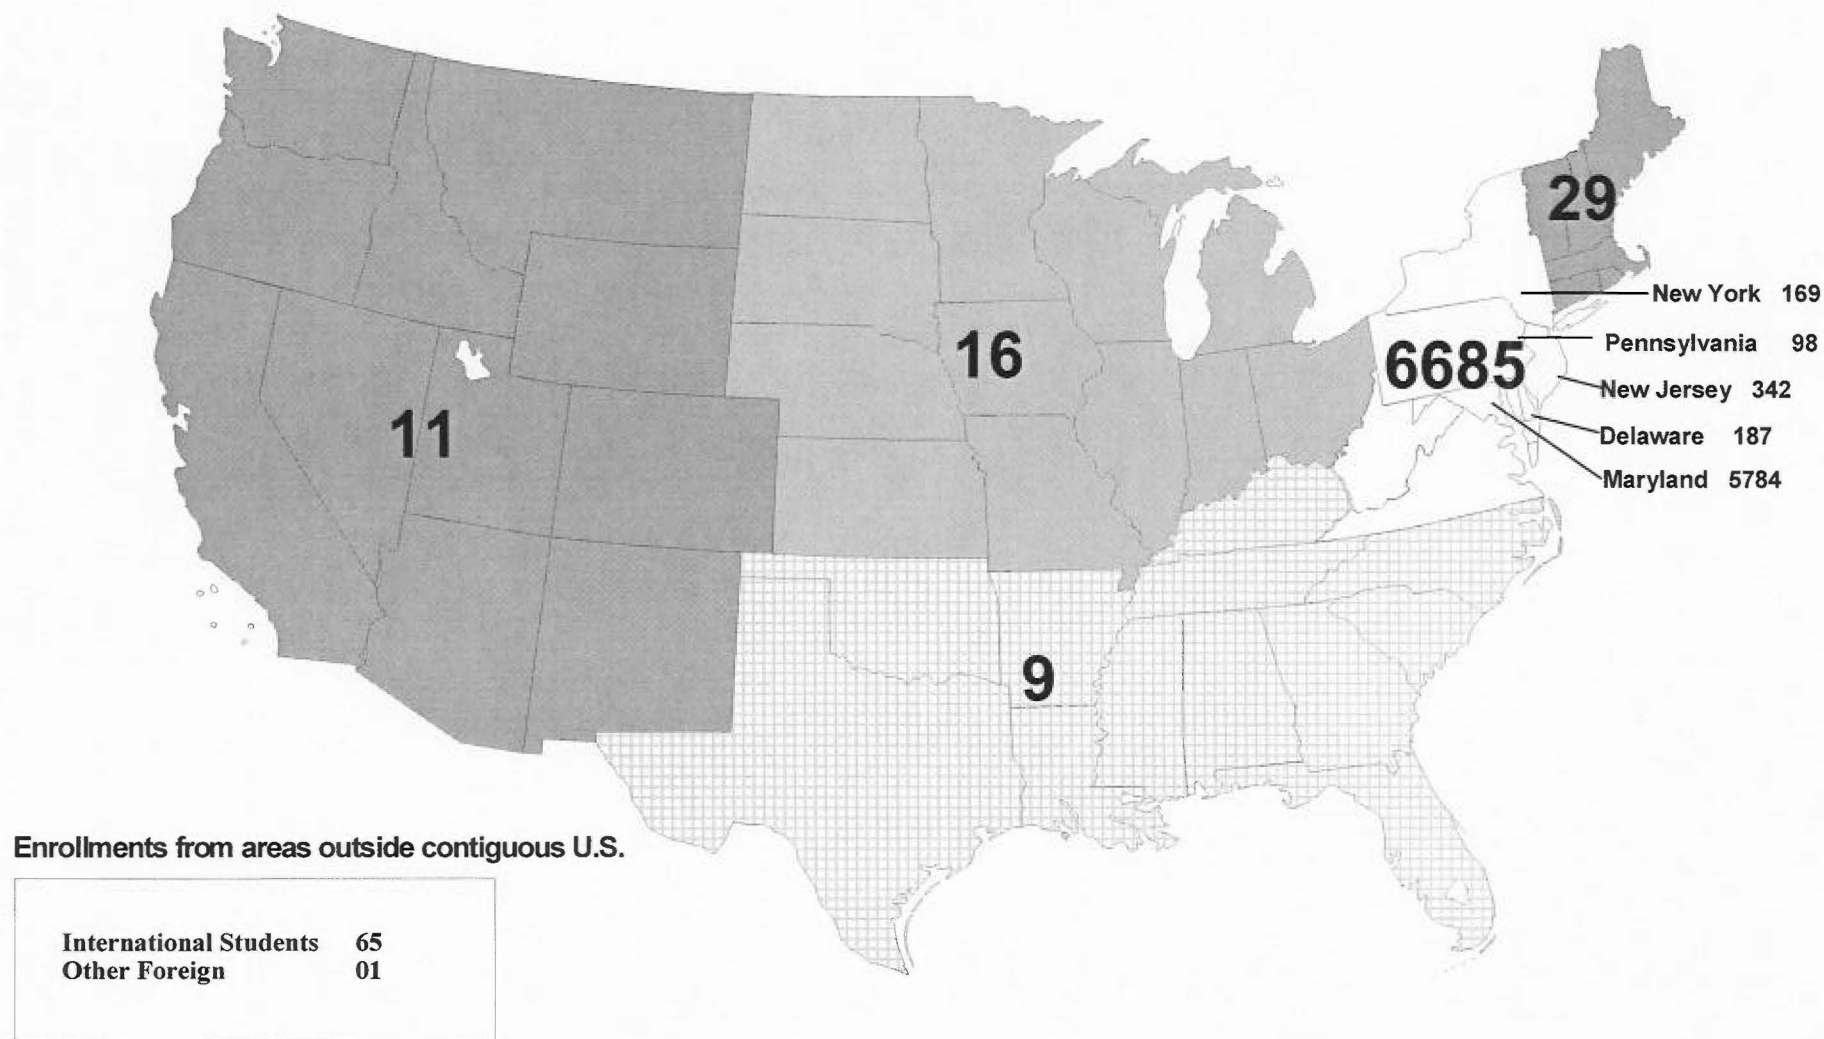 29
New York 169
16
6685
Pennsylvania 98
New Jersey 342
11
Delaware 187
Maryland 5784
9
Enrollments from areas outside contiguous U.S.
International Students 65
Other Foreign 01